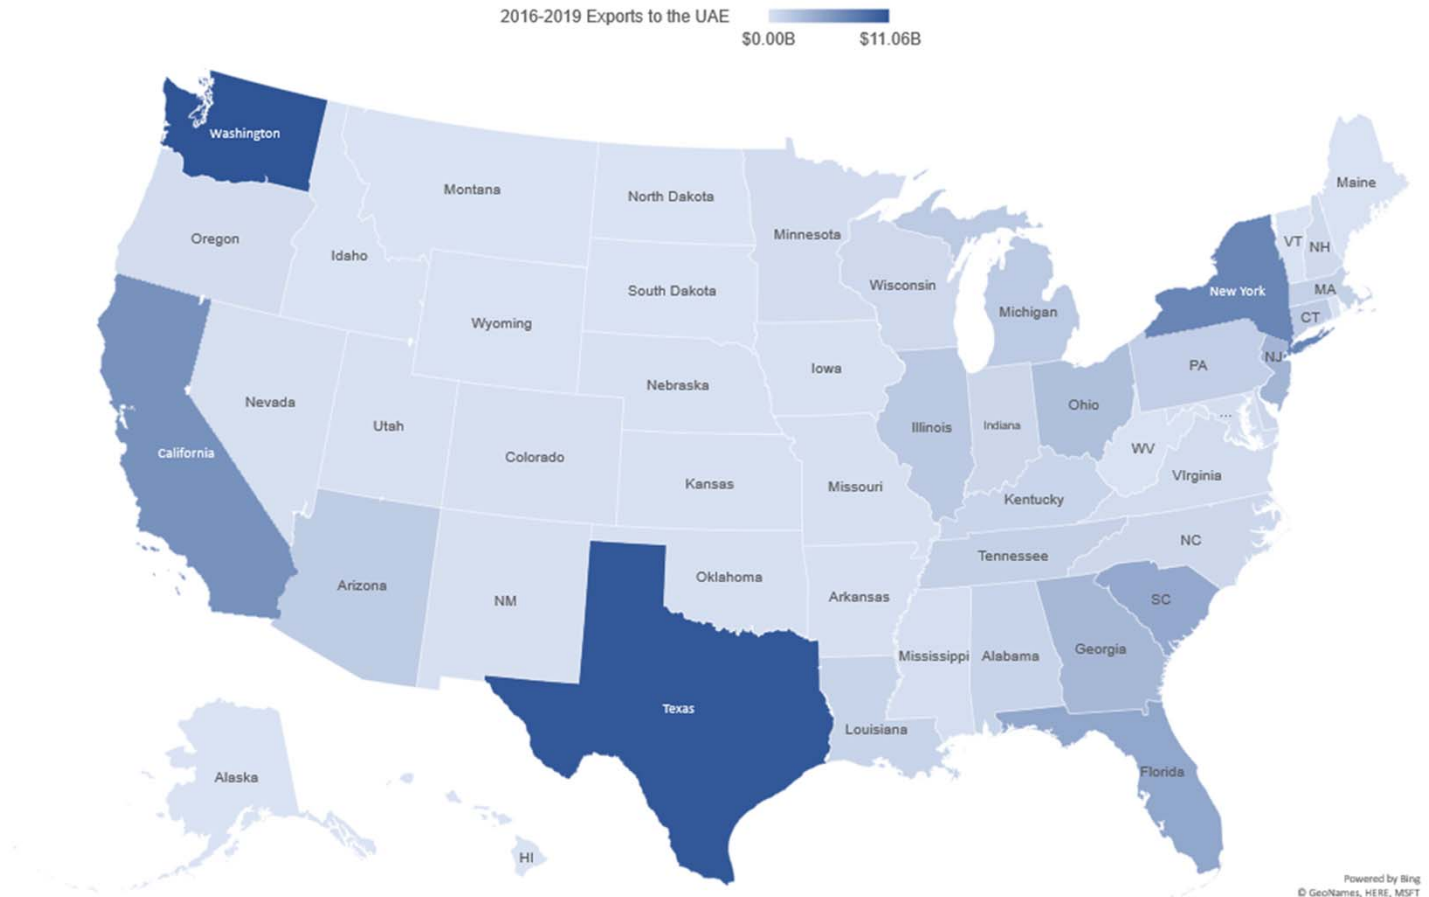 2016-2019 Exports to the UAE
$0.00B $11.06B
Washington
Maine
Montana
North Dakota
Minnesota
Oregon
VT
NH
Idaho
Wisconsin
South Dakota
New York
MA
Michigan
CT
Wyoming
NJ
PA
Iowa
Nebraska
Nevada
Ohio
...
Utah
Illinois
Indiana
California
Colorado
WV
Kansas
Missouri
VIrginia
Kentucky
NC
Tennessee
Oklahoma
Arizona
Arkansas
NM
SC
Georgia
Mississippi
Alabama
Texas
Louisiana
Florida
Alaska
HI
Powered by Bing
© GeoNames, HERE, MSFT